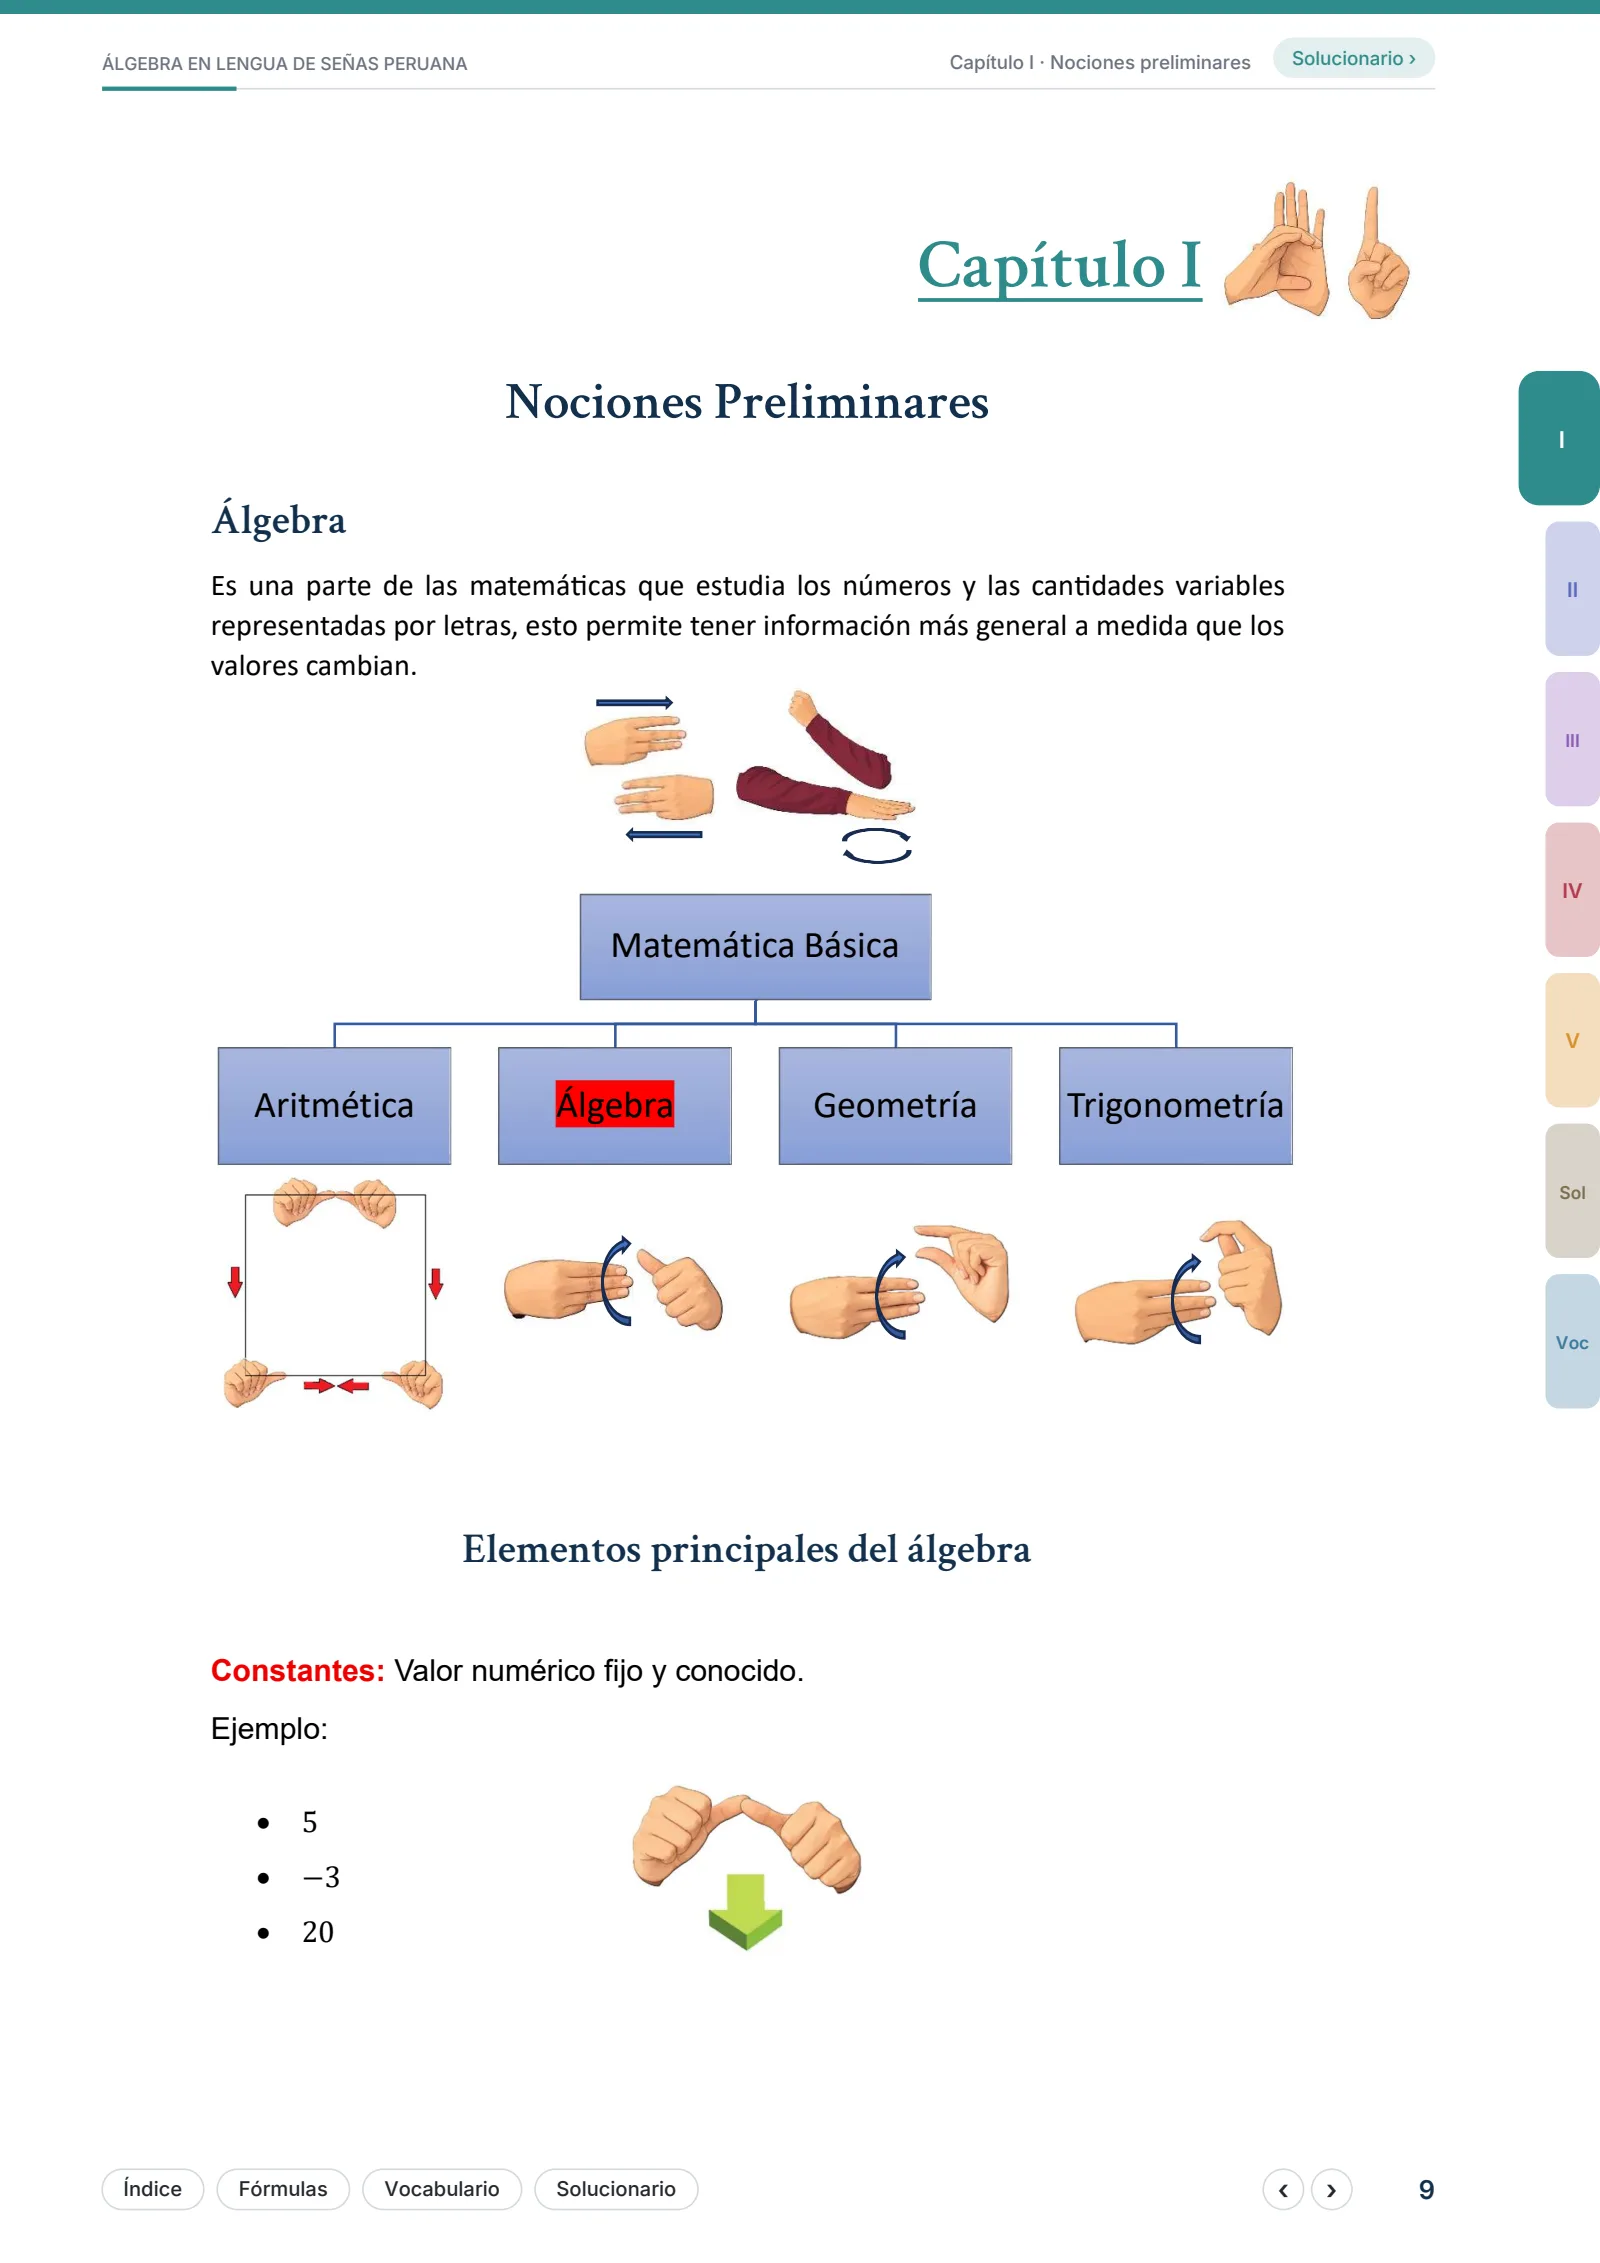 ÁLGEBRA EN LENGUA DE SEÑAS PERUANA
Capítulo I · Nociones preliminares
Solucionario ›
Capítulo I
Nociones Preliminares
Álgebra
Es una parte de las matemáticas que estudia los números y las cantidades variables
representadas por letras, esto permite tener información más general a medida que los
valores cambian.
Matemática Básica
Aritmética
Álgebra
Geometría
Trigonometría
Elementos principales del álgebra
Constantes: Valor numérico fijo y conocido.
Ejemplo:
• 5
• −3
• 20
I
II
III
IV
V
Sol
Voc
Índice
Fórmulas
Vocabulario
Solucionario
‹
›
9